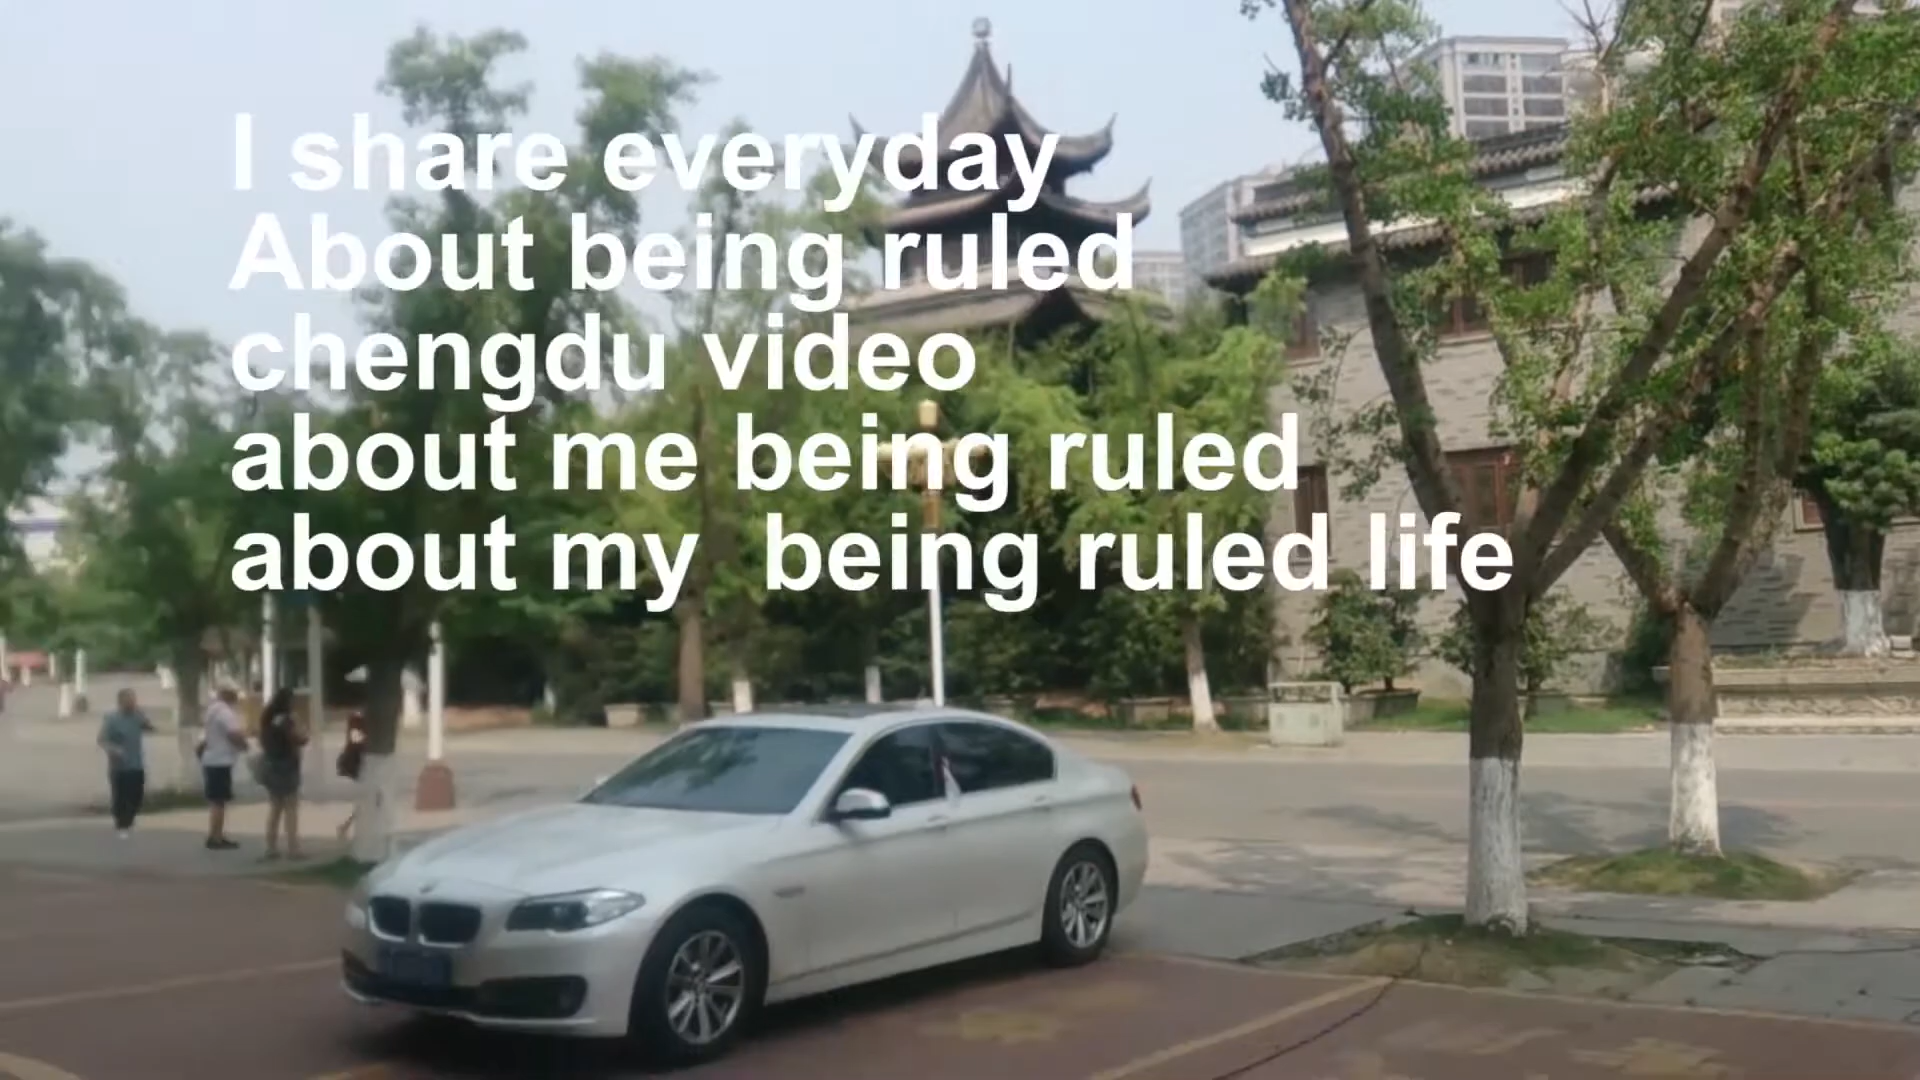 I share everyday
About being ruled
chengdu video
about me being ruled
about my  being ruled life